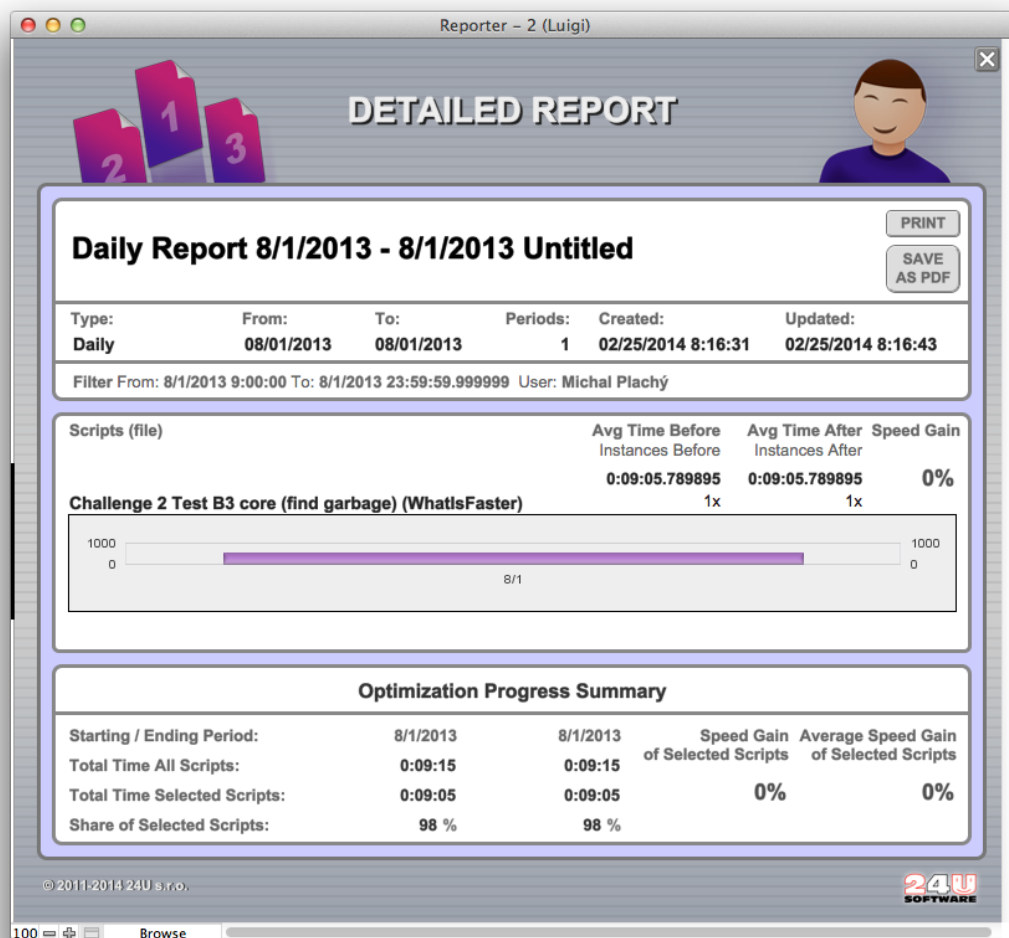 Reporter – 2 (Luigi)
1
2
3
DETAILED REPORT
Daily Report 8/1/2013 - 8/1/2013 Untitled
PRINT
SAVE
AS PDF
Type: From: To: Periods: Created: Updated:
Daily 08/01/2013 08/01/2013 1 02/25/2014 8:16:31 02/25/2014 8:16:43
Filter From: 8/1/2013 9:00:00 To: 8/1/2013 23:59:59.999999 User: Michal Plachý
Scripts (file) Avg Time Before Avg Time After Speed Gain
Instances Before Instances After
0:09:05.789895 0:09:05.789895 0%
Challenge 2 Test B3 core (find garbage) (WhatIsFaster) 1x 1x
1000 1000
0 0
8/1
Optimization Progress Summary
Starting / Ending Period: 8/1/2013 8/1/2013 Speed Gain Average Speed Gain
of Selected Scripts of Selected Scripts
Total Time All Scripts: 0:09:15 0:09:15
Total Time Selected Scripts: 0:09:05 0:09:05 0% 0%
Share of Selected Scripts: 98 % 98 %
© 2011-2014 24U s.r.o.
24U
SOFTWARE
100 Browse